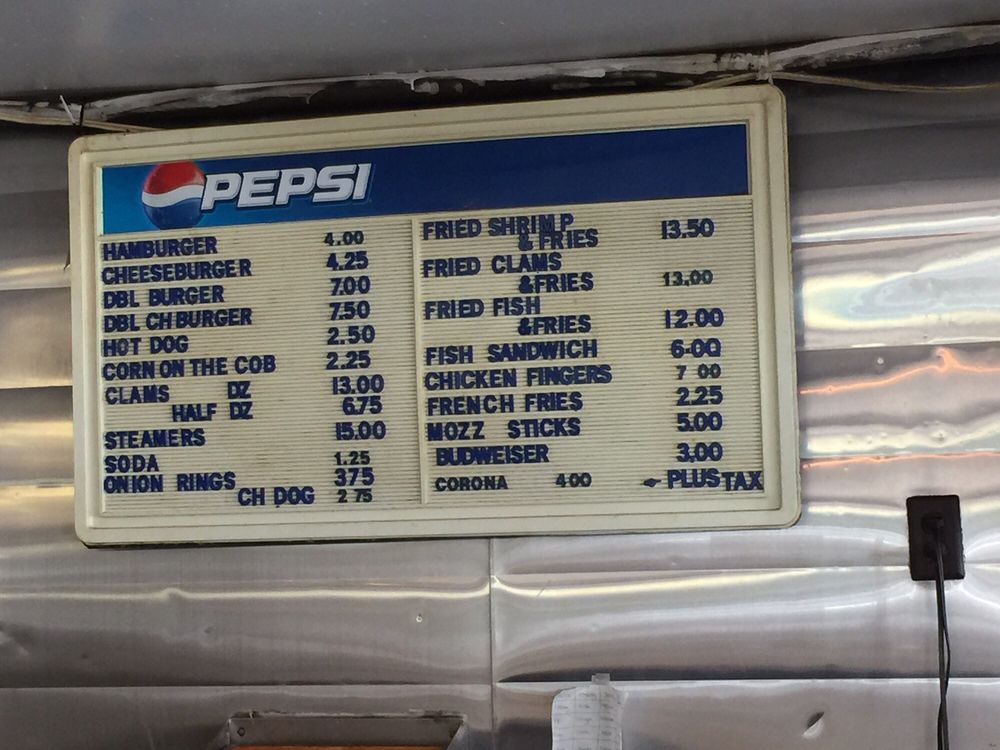 PEPSI
HAMBURGER 4.00
CHEESEBURGER 4.25
DBL BURGER 7.00
DBL CH BURGER 7.50
HOT DOG 2.50
CORN ON THE COB 2.25
CLAMS DZ 13.00
HALF DZ 6.75
STEAMERS 15.00
SODA 1.25
ONION RINGS 375
CH DOG 2 75
FRIED SHRIMP
& FRIES 13.50
FRIED CLAMS
&FRIES 13.00
FRIED FISH
&FRIES 12.00
FISH SANDWICH 6-00
CHICKEN FINGERS 7 00
FRENCH FRIES 2.25
MOZZ STICKS 5.00
BUDWEISER 3.00
CORONA 400 PLUS TAX